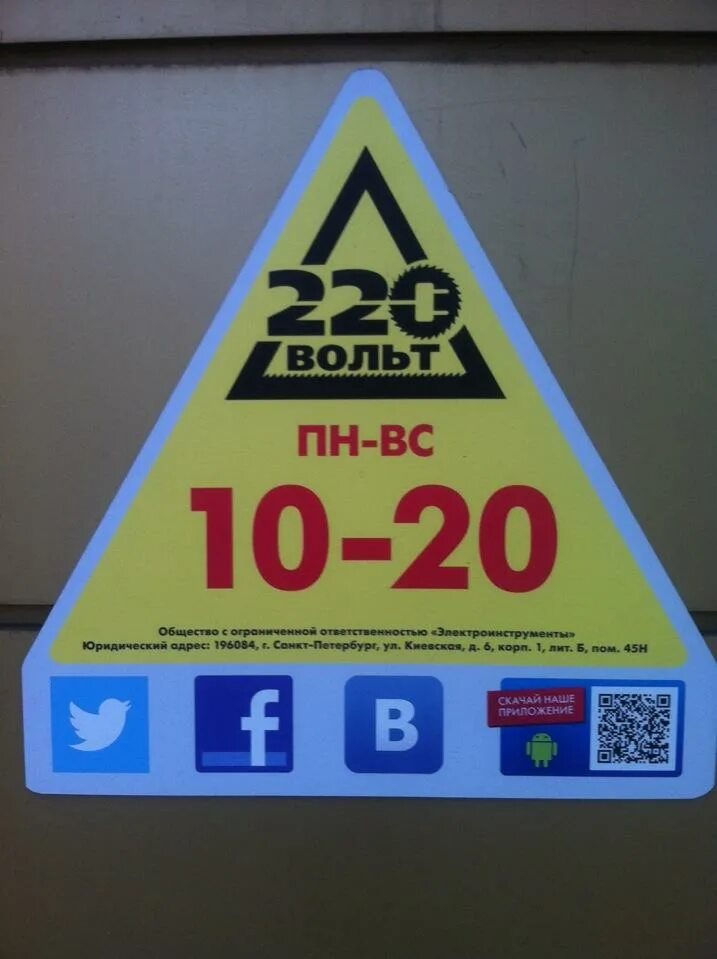 220
ВОЛЬТ
ПН-ВС
10-20
Общество с ограниченной ответственностью «Электроинструменты»
Юридический адрес: 196084, г. Санкт-Петербург, ул. Киевская, д. 6, корп. 1, лит. Б, пом. 45Н
f
В
СКАЧАЙ НАШЕ
ПРИЛОЖЕНИЕ